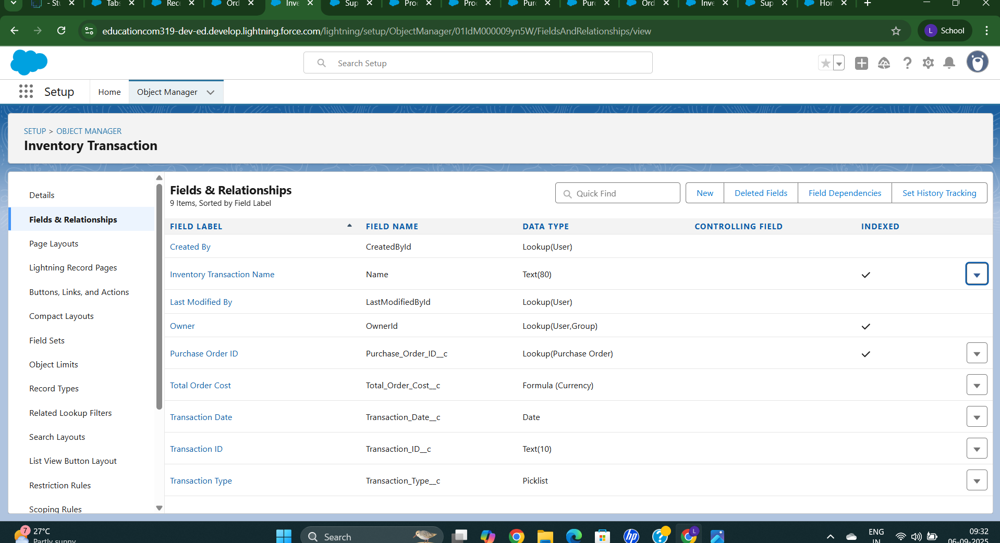 - St
Tabs
Rec
Ord
Inve
Sup
Pro
Pro
Pur
Pur
Ord
Inve
Sup
Hor
educationcom319-dev-ed.develop.lightning.force.com/lightning/setup/ObjectManager/01IdM000009yn5W/FieldsAndRelationships/view
L School
Search Setup
Setup
Home
Object Manager
SETUP > OBJECT MANAGER
Inventory Transaction
Details
Fields & Relationships
Page Layouts
Lightning Record Pages
Buttons, Links, and Actions
Compact Layouts
Field Sets
Object Limits
Record Types
Related Lookup Filters
Search Layouts
List View Button Layout
Restriction Rules
Scoping Rules
Fields & Relationships
9 Items, Sorted by Field Label
Quick Find
New
Deleted Fields
Field Dependencies
Set History Tracking
FIELD LABEL FIELD NAME DATA TYPE CONTROLLING FIELD INDEXED
Created By CreatedById Lookup(User)
Inventory Transaction Name Name Text(80)
Last Modified By LastModifiedById Lookup(User)
Owner OwnerId Lookup(User,Group)
Purchase Order ID Purchase_Order_ID__c Lookup(Purchase Order)
Total Order Cost Total_Order_Cost__c Formula (Currency)
Transaction Date Transaction_Date__c Date
Transaction ID Transaction_ID__c Text(10)
Transaction Type Transaction_Type__c Picklist
7
27°C
Partly sunny
Search
hp
L
ENG
IN
09:32
06-09-2025